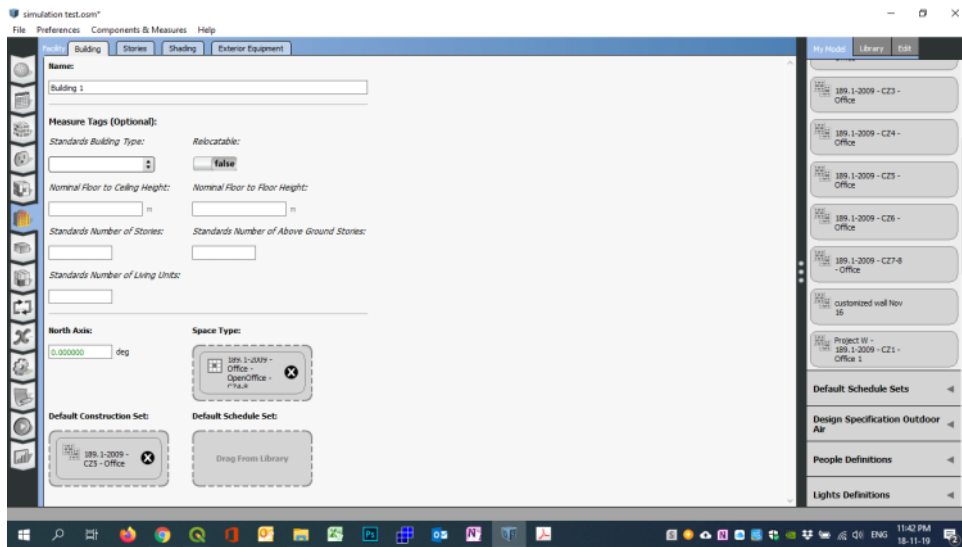 simulation test.osm*
File Preferences Components & Measures Help
Facility Building Stories Shading Exterior Equipment
My Model Library Edit
Name:
Building 1
Measure Tags (Optional):
Standards Building Type: Relocatable:
false
Nominal Floor to Ceiling Height: Nominal Floor to Floor Height:
m m
Standards Number of Stories: Standards Number of Above Ground Stories:
Standards Number of Living Units:
North Axis: Space Type:
0.000000 deg
189.1-2009 -
Office -
OpenOffice -
CZ4-8
Default Construction Set: Default Schedule Set:
189.1-2009 -
CZ5 - Office
Drag From Library
Office
189.1-2009 - CZ3 -
Office
189.1-2009 - CZ4 -
Office
189.1-2009 - CZ5 -
Office
189.1-2009 - CZ6 -
Office
189.1-2009 - CZ7-8
- Office
customized wall Nov
16
Project W -
189.1-2009 - CZ1 -
Office 1
Default Schedule Sets
Design Specification Outdoor
Air
People Definitions
Lights Definitions
ENG
11:42 PM
18-11-19